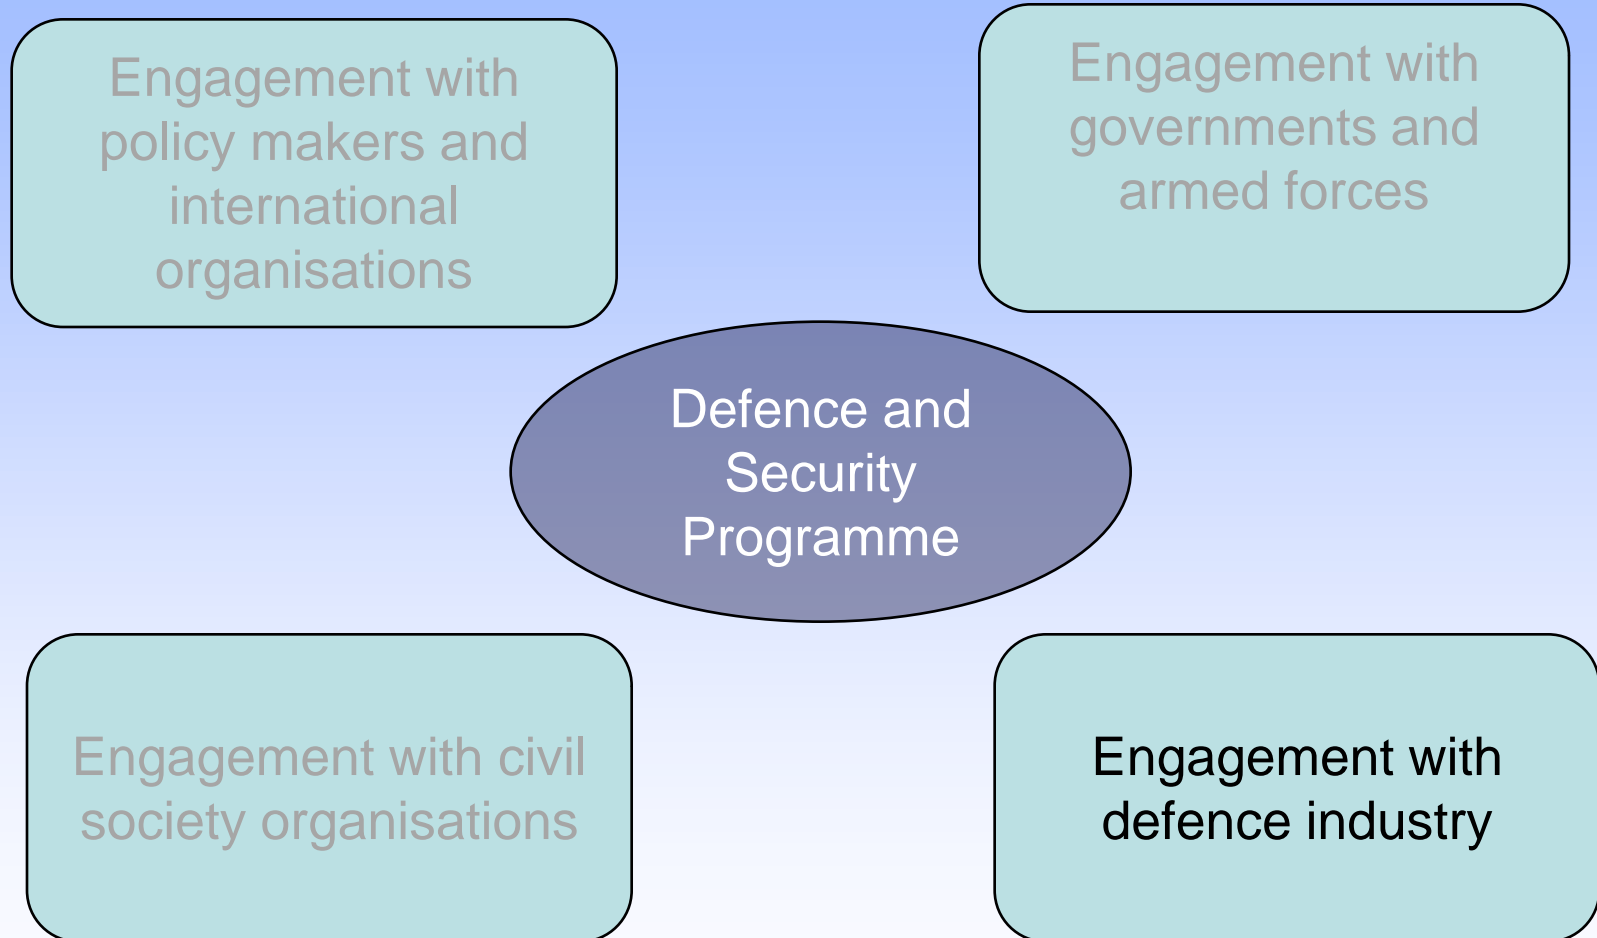 Engagement with
policy makers and
international
organisations
Engagement with
governments and
armed forces
Defence and
Security
Programme
Engagement with civil
society organisations
Engagement with
defence industry